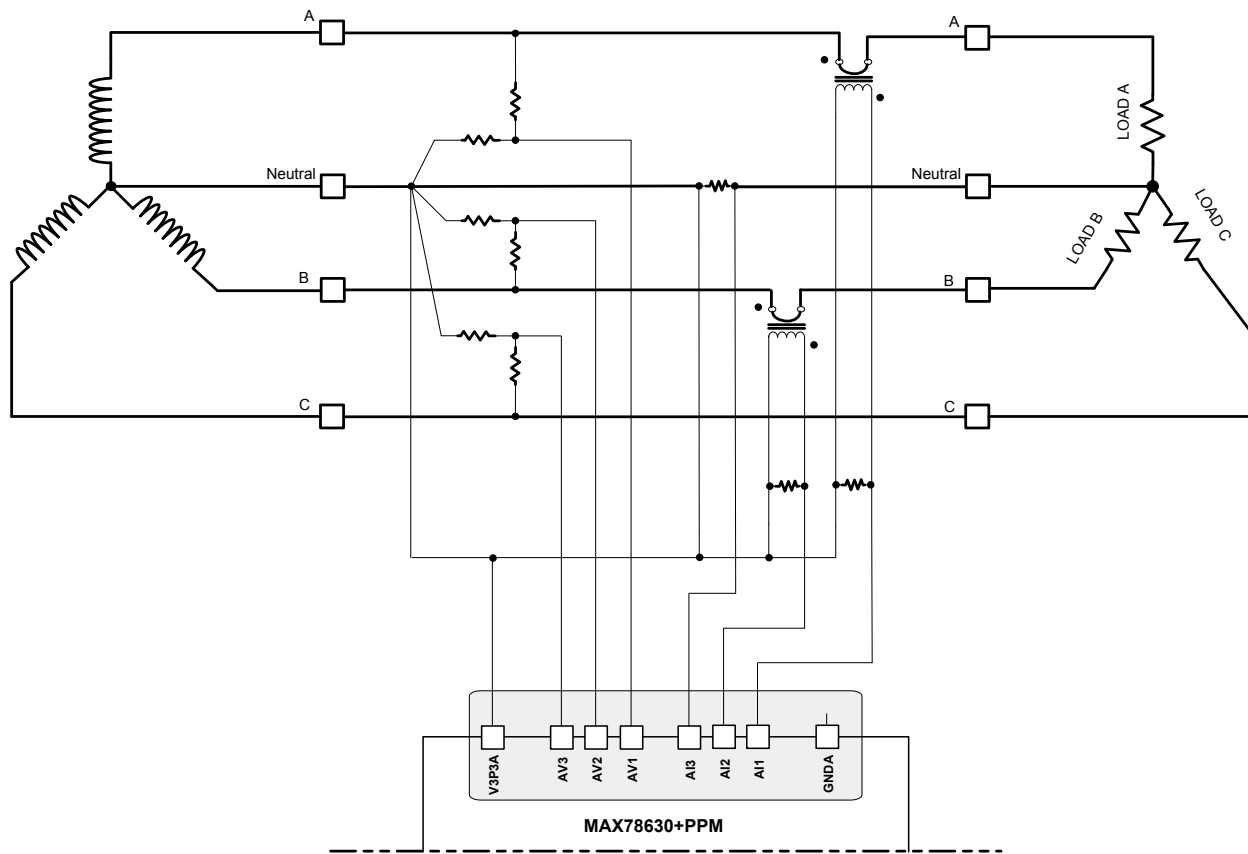 A
A
LOAD A
Neutral
Neutral
LOAD B
LOAD C
B
B
C
C
V3P3A
AV3
AV2
AV1
AI3
AI2
AI1
GNDA
MAX78630+PPM